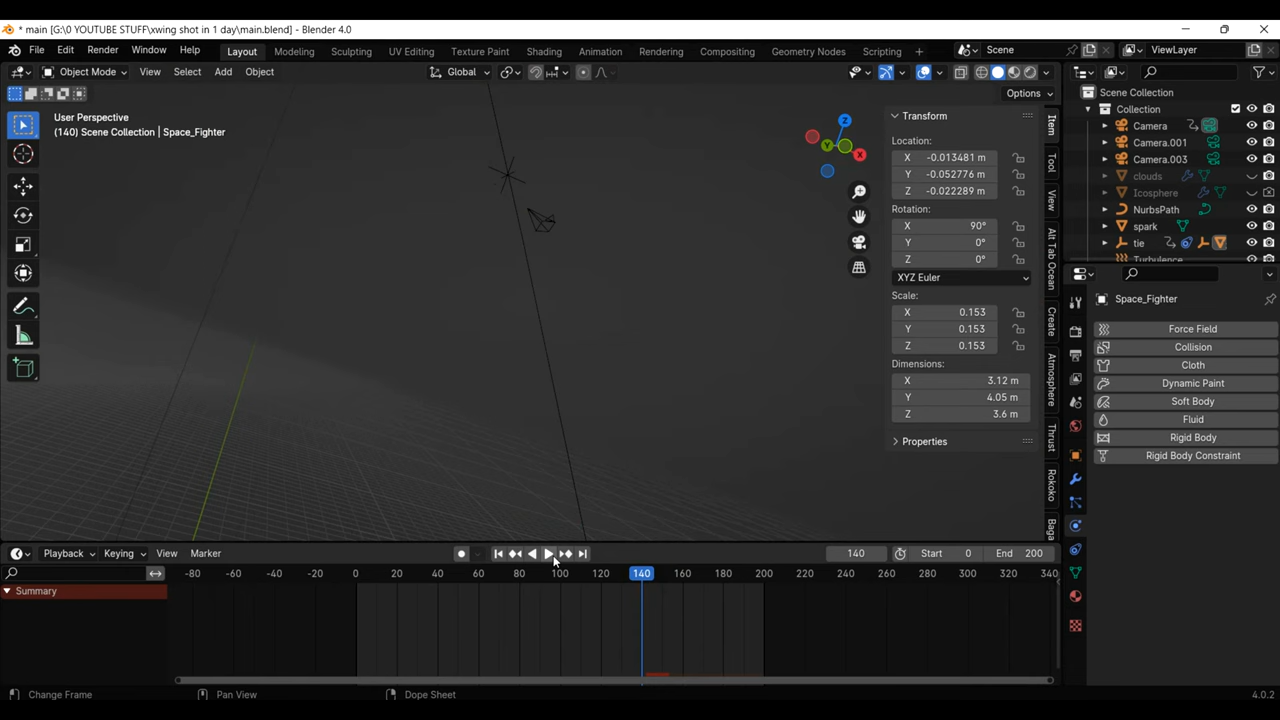 * main [G:\0 YOUTUBE STUFF\xwing shot in 1 day\main.blend] - Blender 4.0
File Edit Render Window Help Layout Modeling Sculpting UV Editing Texture Paint Shading Animation Rendering Compositing Geometry Nodes Scripting + Scene ViewLayer
Object Mode View Select Add Object Global
Options
User Perspective
(140) Scene Collection | Space_Fighter
Z
X
Y
Transform
Location:
X -0.013481 m
Y -0.052776 m
Z -0.022289 m
Rotation:
X 90°
Y 0°
Z 0°
XYZ Euler
Scale:
X 0.153
Y 0.153
Z 0.153
Dimensions:
X 3.12 m
Y 4.05 m
Z 3.6 m
Properties
Item
Tool
View
Alt Tab Ocean
Create
Atmosphere
Thrust
Rokoko
Baga
Scene Collection
Collection
Camera
Camera.001
Camera.003
clouds
Icosphere
NurbsPath
spark
tie
Turbulence
Space_Fighter
Force Field
Collision
Cloth
Dynamic Paint
Soft Body
Fluid
Rigid Body
Rigid Body Constraint
Playback Keying View Marker 140 Start 0 End 200
-80 -60 -40 -20 0 20 40 60 80 100 120 140 160 180 200 220 240 260 280 300 320 340
Summary
Change Frame Pan View Dope Sheet 4.0.2